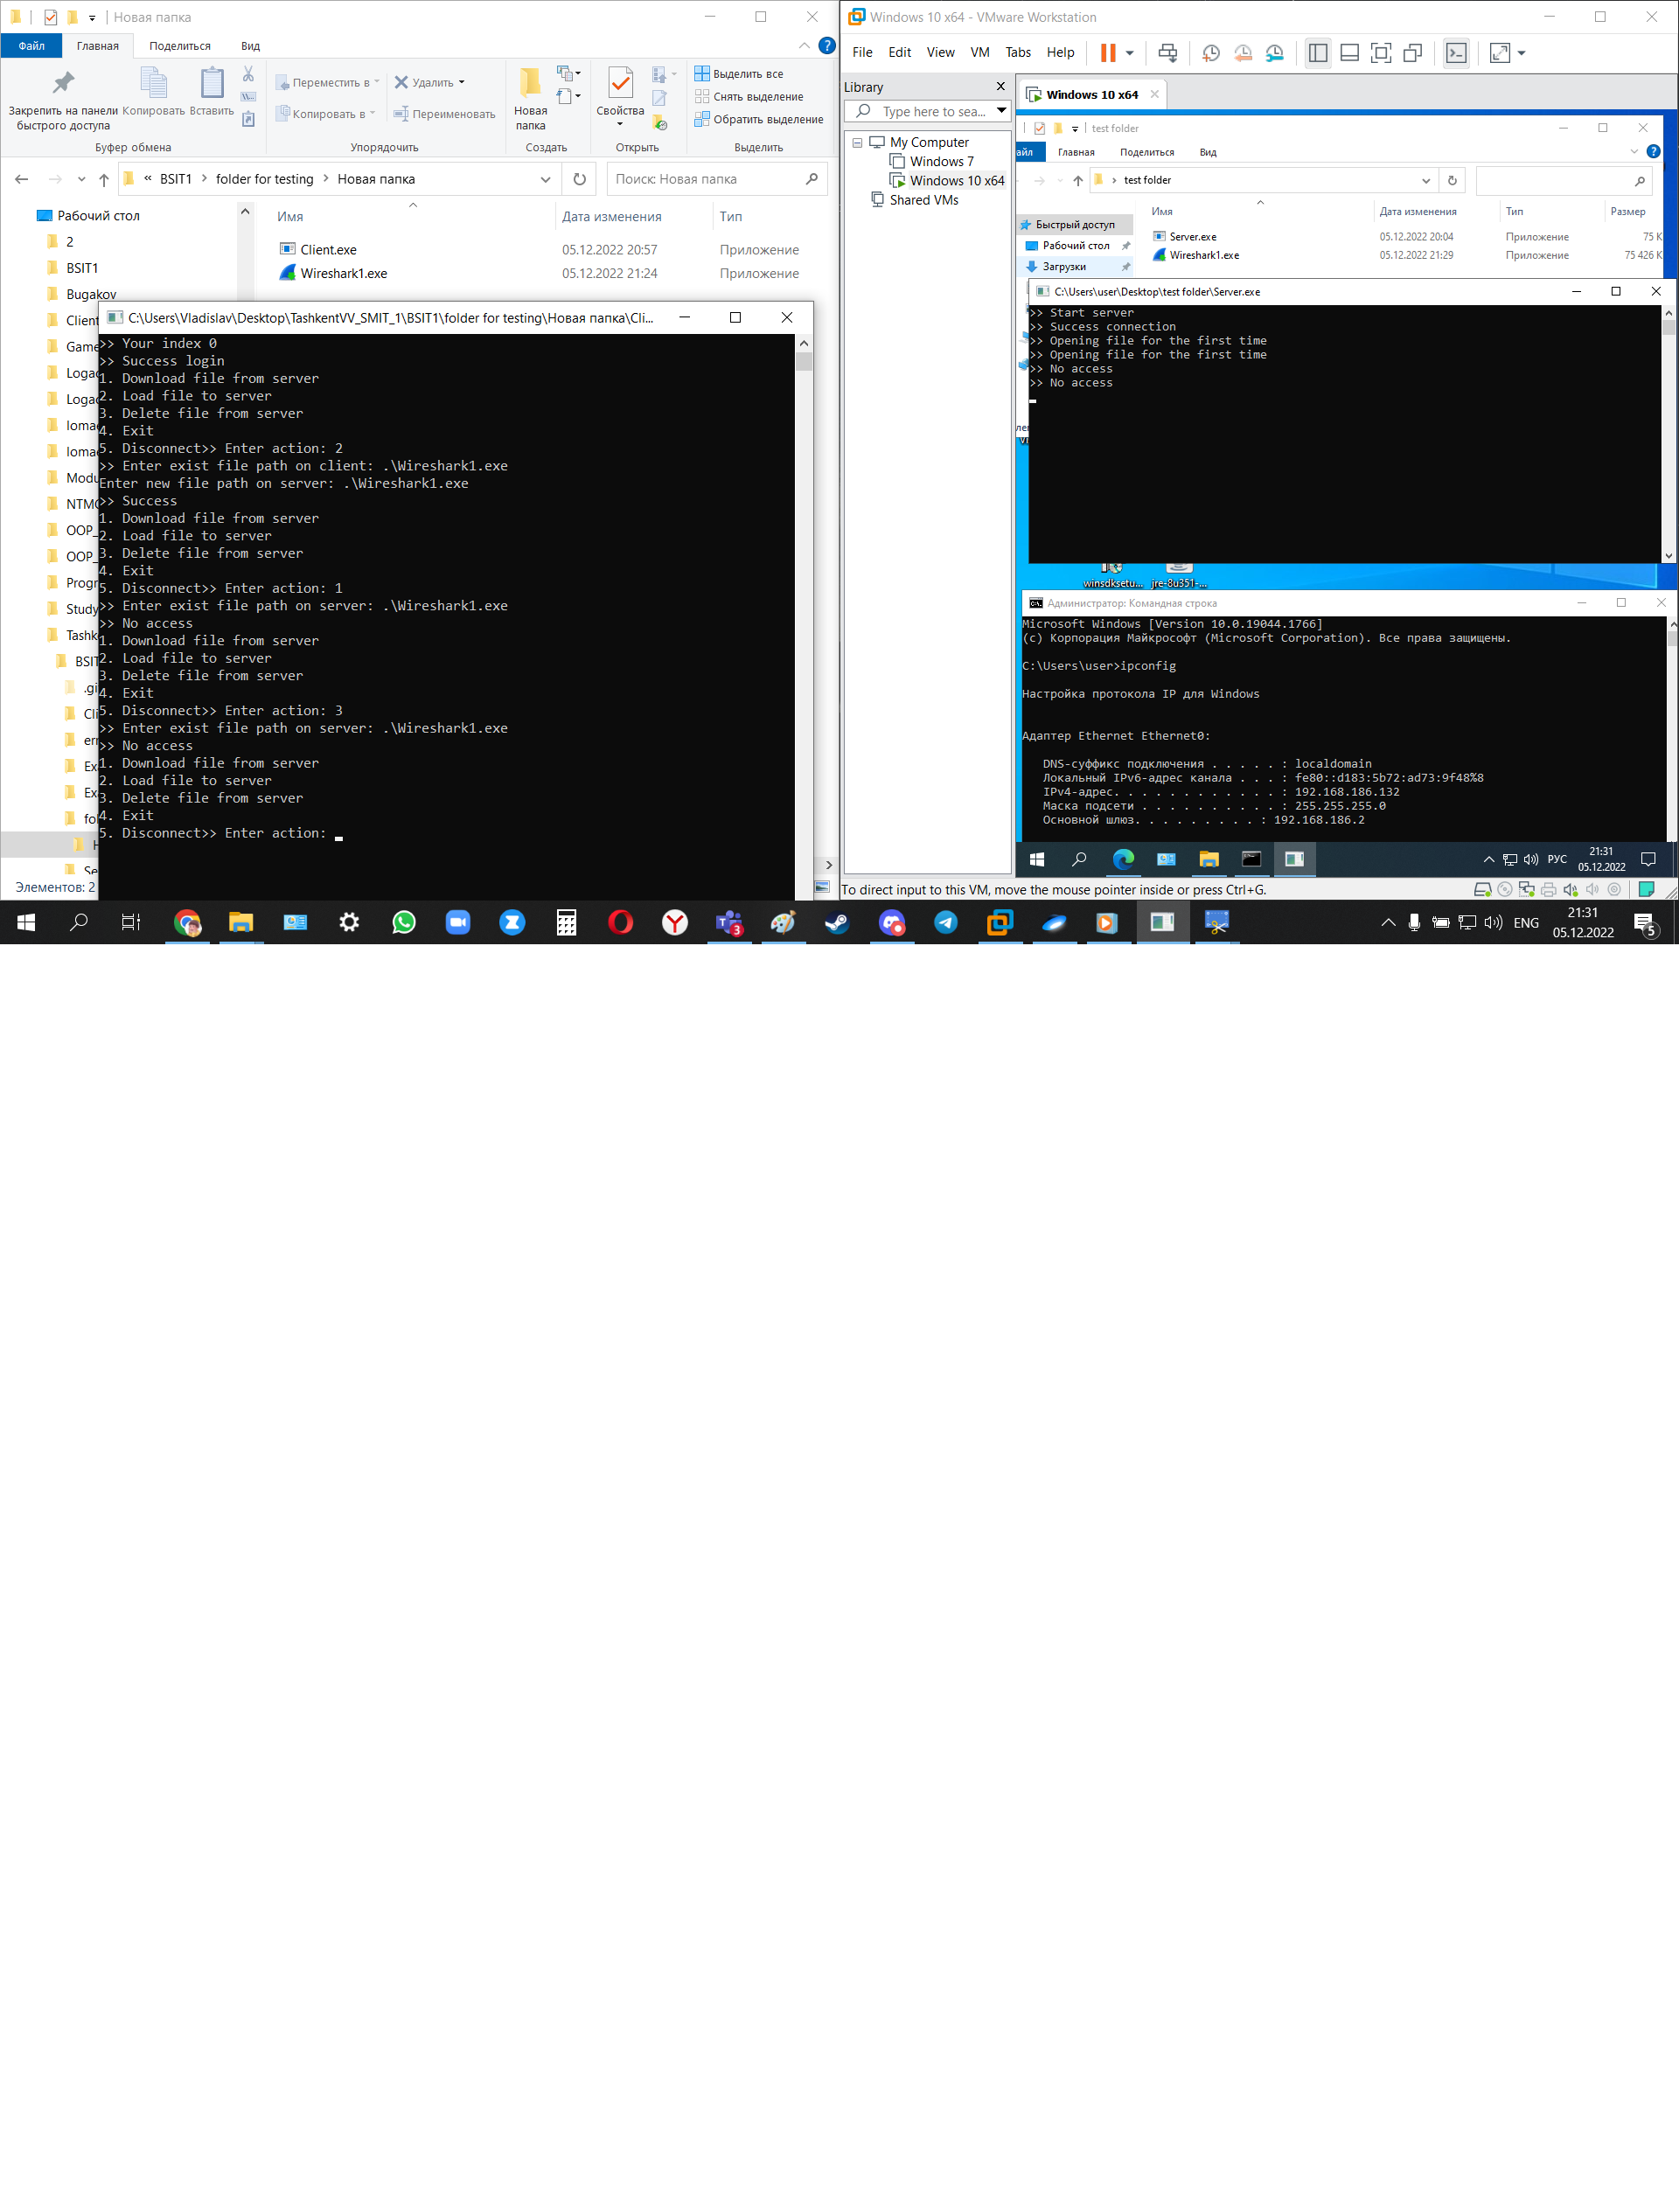 Новая папка
Файл Главная Поделиться Вид
Закрепить на панели быстрого доступа
Копировать
Вставить
Переместить в
Копировать в
Удалить
Переименовать
Новая папка
Свойства
Выделить все
Снять выделение
Обратить выделение
Буфер обмена Упорядочить Создать Открыть Выделить
« BSIT1 > folder for testing > Новая папка
Поиск: Новая папка
Рабочий стол
2
BSIT1
Bugakov
Client
Game
Logac
Logac
Iomac
Iomac
Modu
NTMC
OOP_
OOP_
Progr
Study
Tashk
BSIT
.gi
Cli
err
Ex
Ex
fo
Se
Элементов: 2
Имя Дата изменения Тип
Client.exe 05.12.2022 20:57 Приложение
Wireshark1.exe 05.12.2022 21:24 Приложение
C:\Users\Vladislav\Desktop\TashkentVV_SMIT_1\BSIT1\folder for testing\Новая папка\Cli...
>> Your index 0
>> Success login
1. Download file from server
2. Load file to server
3. Delete file from server
4. Exit
5. Disconnect>> Enter action: 2
>> Enter exist file path on client: .\Wireshark1.exe
Enter new file path on server: .\Wireshark1.exe
>> Success
1. Download file from server
2. Load file to server
3. Delete file from server
4. Exit
5. Disconnect>> Enter action: 1
>> Enter exist file path on server: .\Wireshark1.exe
>> No access
1. Download file from server
2. Load file to server
3. Delete file from server
4. Exit
5. Disconnect>> Enter action: 3
>> Enter exist file path on server: .\Wireshark1.exe
>> No access
1. Download file from server
2. Load file to server
3. Delete file from server
4. Exit
5. Disconnect>> Enter action:
Windows 10 x64 - VMware Workstation
File Edit View VM Tabs Help
Library
Type here to sea...
My Computer
Windows 7
Windows 10 x64
Shared VMs
Windows 10 x64
test folder
айл Главная Поделиться Вид
test folder
Быстрый доступ
Рабочий стол
Загрузки
Имя Дата изменения Тип Размер
Server.exe 05.12.2022 20:04 Приложение 75 K
Wireshark1.exe 05.12.2022 21:29 Приложение 75 426 K
C:\Users\user\Desktop\test folder\Server.exe
>> Start server
>> Success connection
>> Opening file for the first time
>> Opening file for the first time
>> No access
>> No access
winsdksetu... jre-8u351-...
Администратор: Командная строка
Microsoft Windows [Version 10.0.19044.1766]
(c) Корпорация Майкрософт (Microsoft Corporation). Все права защищены.
C:\Users\user>ipconfig
Настройка протокола IP для Windows
Адаптер Ethernet Ethernet0:
DNS-суффикс подключения . . . . . : localdomain
Локальный IPv6-адрес канала . . . : fe80::d183:5b72:ad73:9f48%8
IPv4-адрес. . . . . . . . . . . . : 192.168.186.132
Маска подсети . . . . . . . . . . : 255.255.255.0
Основной шлюз. . . . . . . . . : 192.168.186.2
РУС 21:31
05.12.2022
To direct input to this VM, move the mouse pointer inside or press Ctrl+G.
3
ENG 21:31
05.12.2022
5